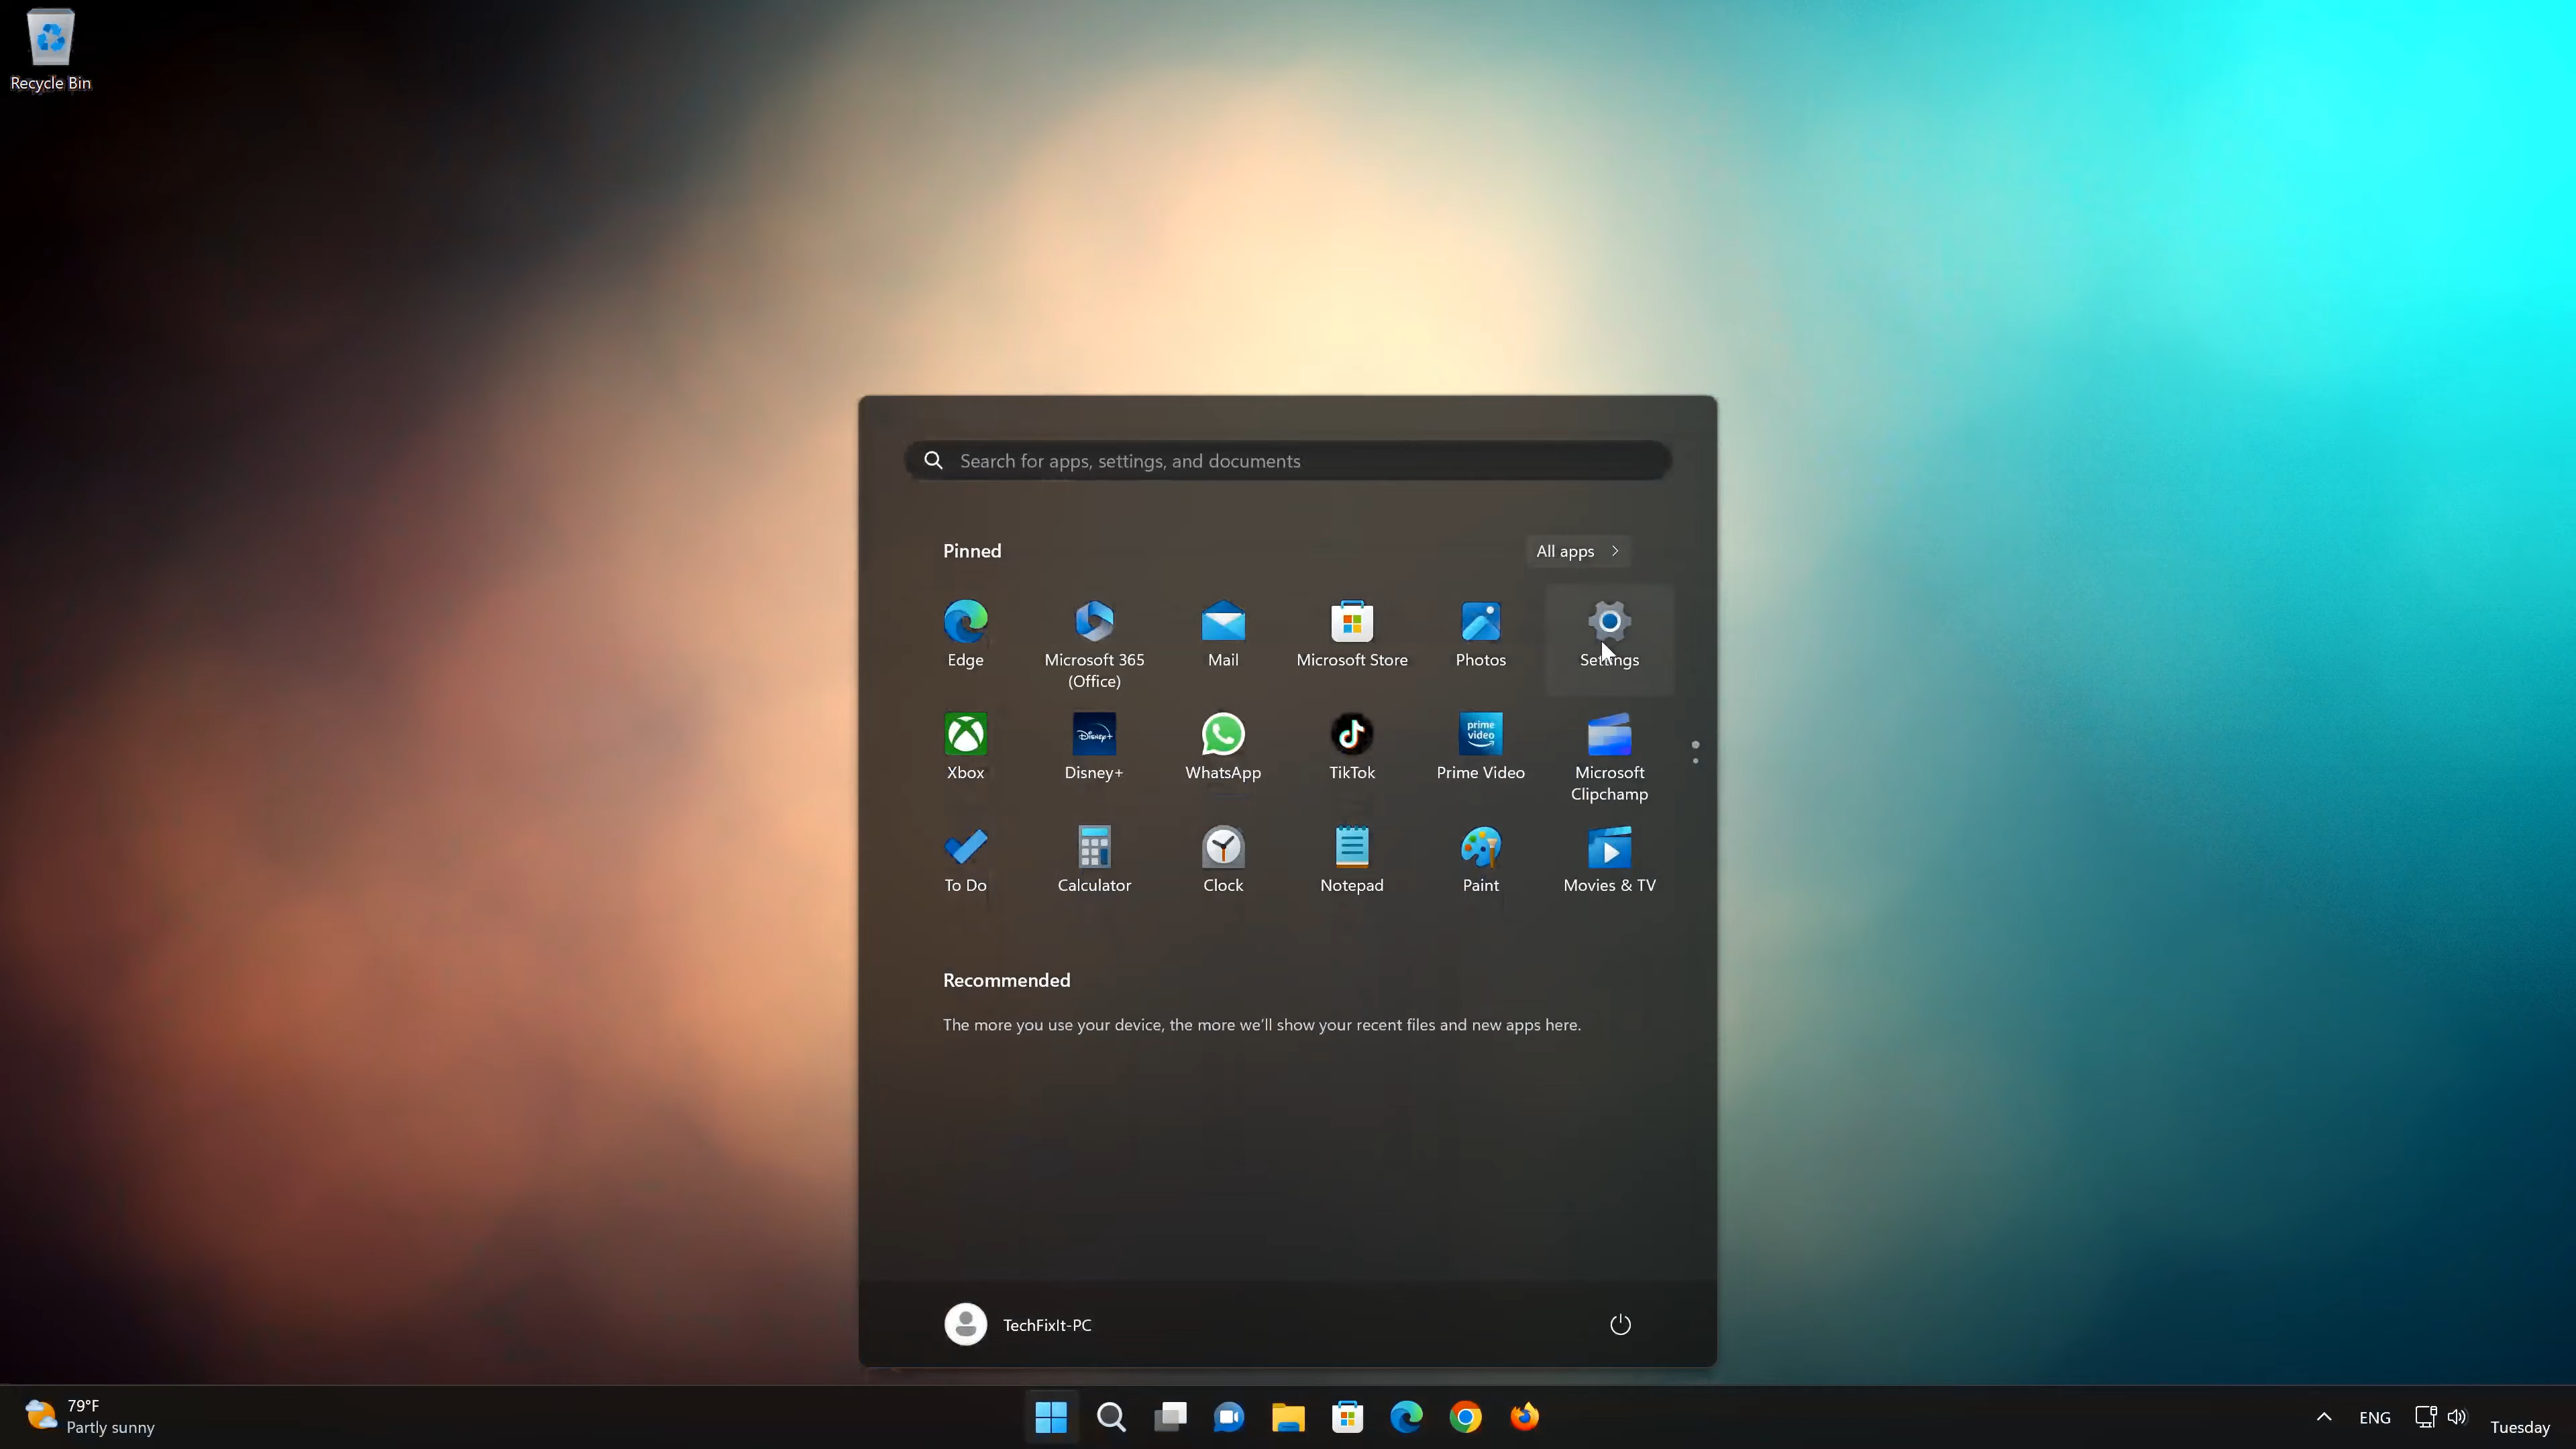 Recycle Bin
Search for apps, settings, and documents
Pinned
All apps
Edge
Microsoft 365
(Office)
Mail
Microsoft Store
Photos
Settings
Xbox
Disney+
Disney+
WhatsApp
TikTok
prime
video
Prime Video
Microsoft
Clipchamp
To Do
Calculator
Clock
Notepad
Paint
Movies & TV
Recommended
The more you use your device, the more we'll show your recent files and new apps here.
TechFixIt-PC
79°F
Partly sunny
ENG
Tuesday